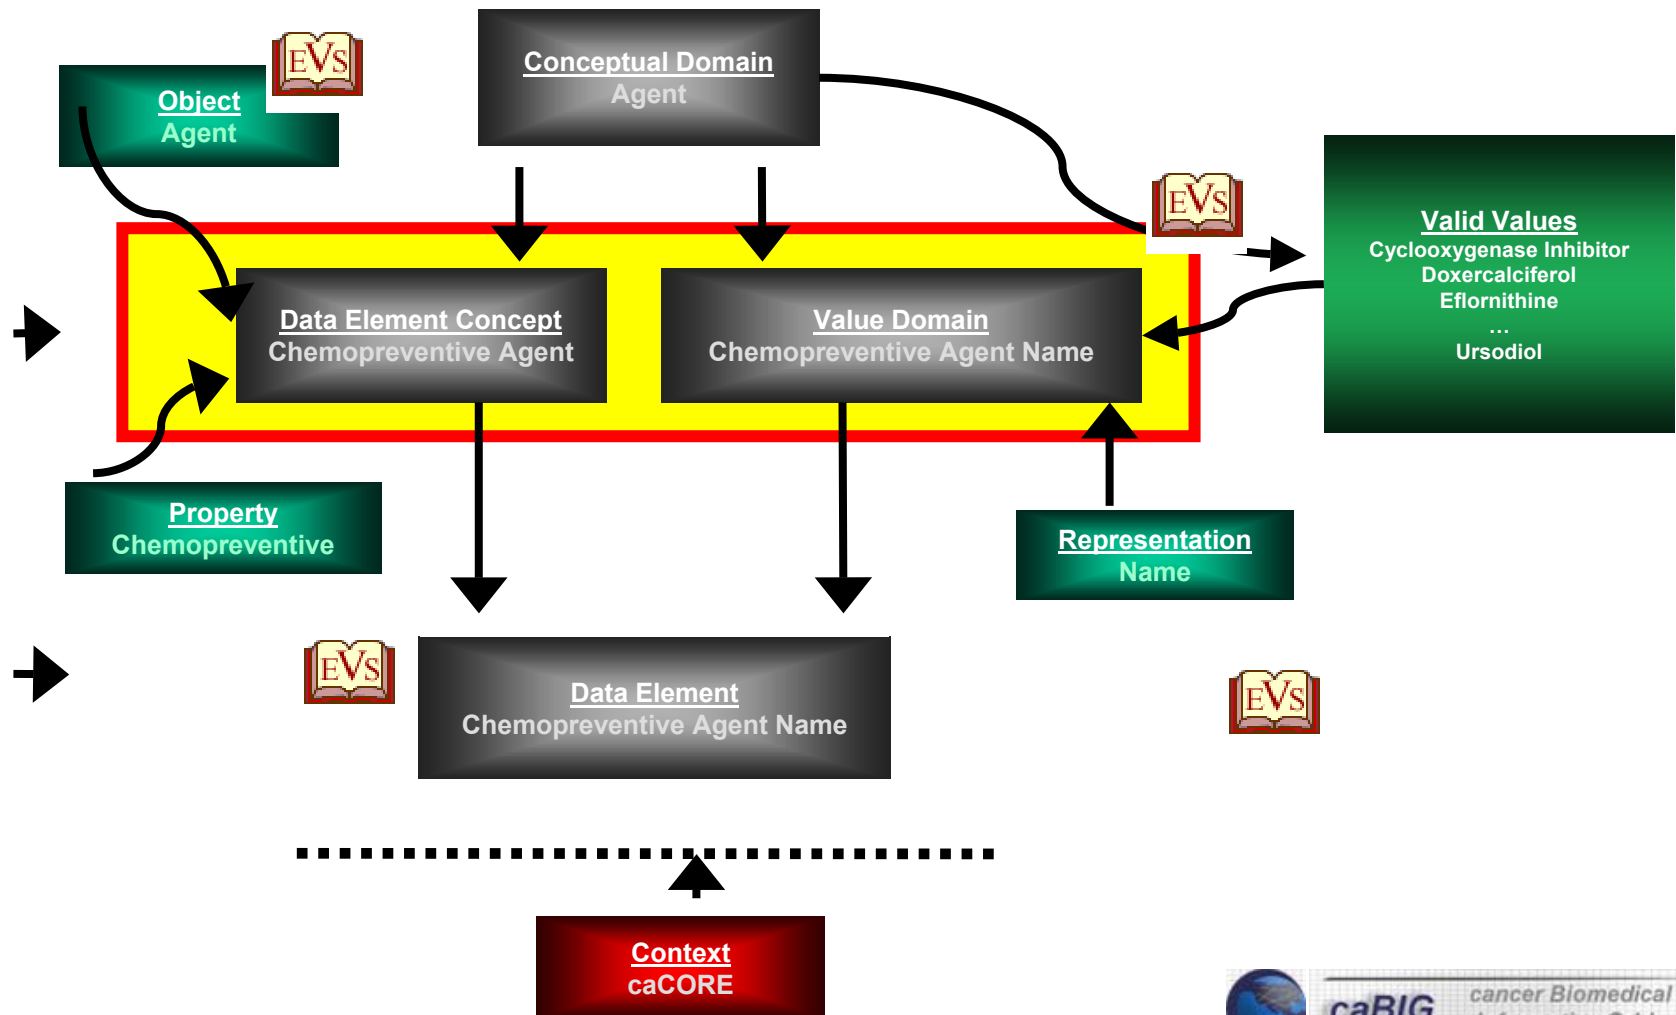 EVS
Conceptual Domain
Agent
Object
Agent
EVS
Valid Values
Cyclooxygenase Inhibitor
Doxercalciferol
Eflornithine
...
Ursodiol
Data Element Concept
Chemopreventive Agent
Value Domain
Chemopreventive Agent Name
Property
Chemopreventive
Representation
Name
EVS
Data Element
Chemopreventive Agent Name
EVS
Context
caCORE
caBIG
cancer Biomedical